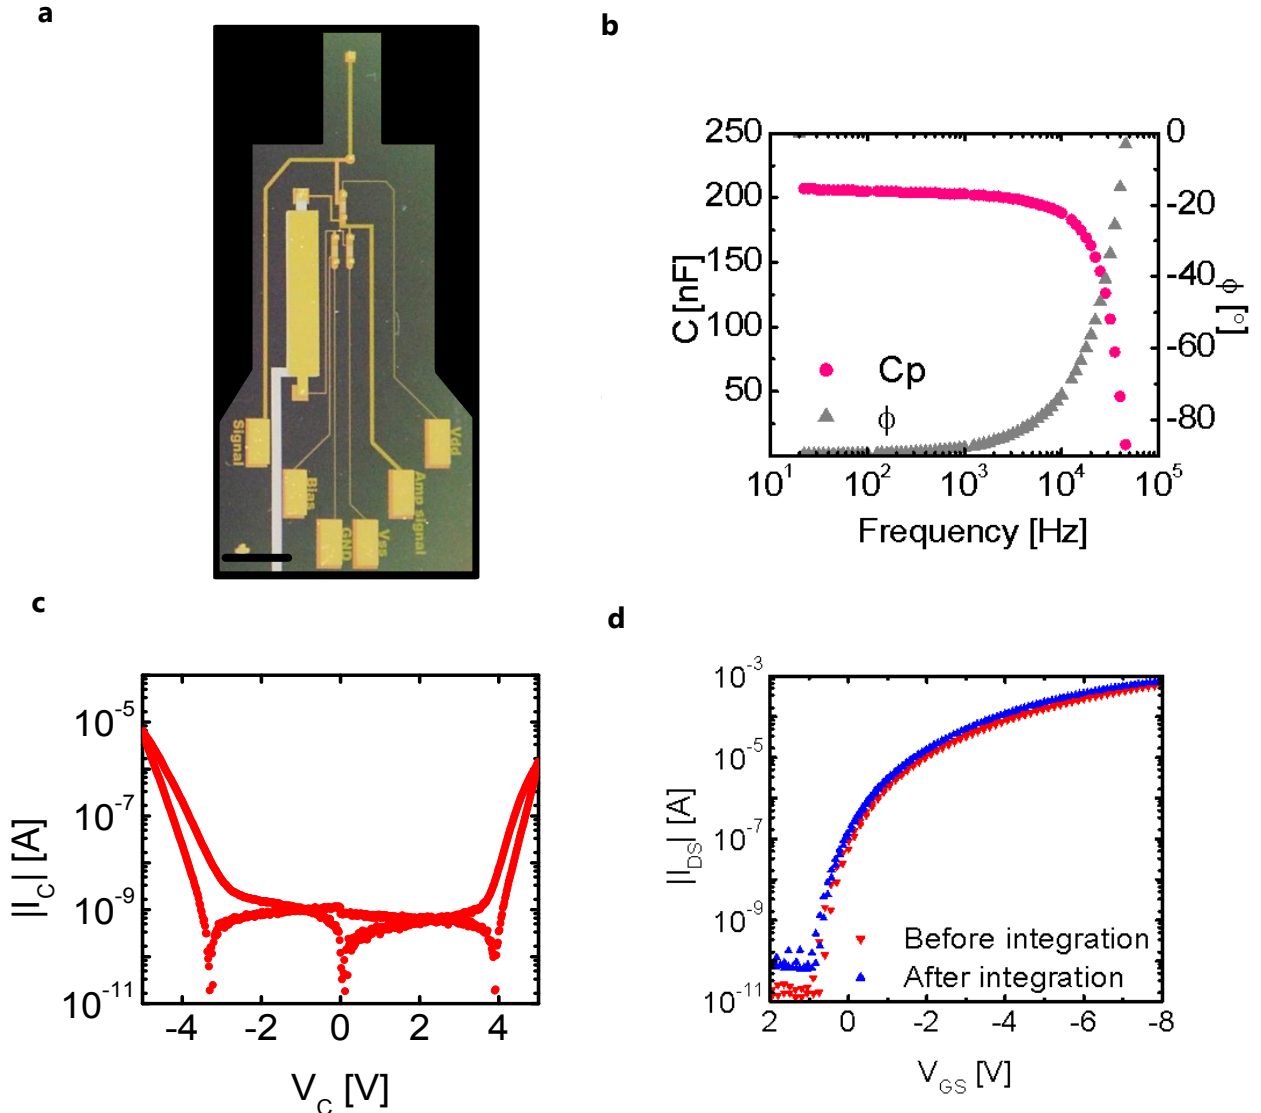 a
b
Signal
Bias
GND
Vss
Amp signal
Vdd
250
200
150
100
50
C [nF]
0
-20
-40
-60
-80
ϕ [°]
Cp
ϕ
10¹ 10² 10³ 10⁴ 10⁵
Frequency [Hz]
c
d
10⁻⁵
10⁻⁷
10⁻⁹
10⁻¹¹
||I_C| [A]
-4 -2 0 2 4
V_C [V]
10⁻³
10⁻⁵
10⁻⁷
10⁻⁹
10⁻¹¹
||I_DS| [A]
Before integration
After integration
2 0 -2 -4 -6 -8
V_GS [V]